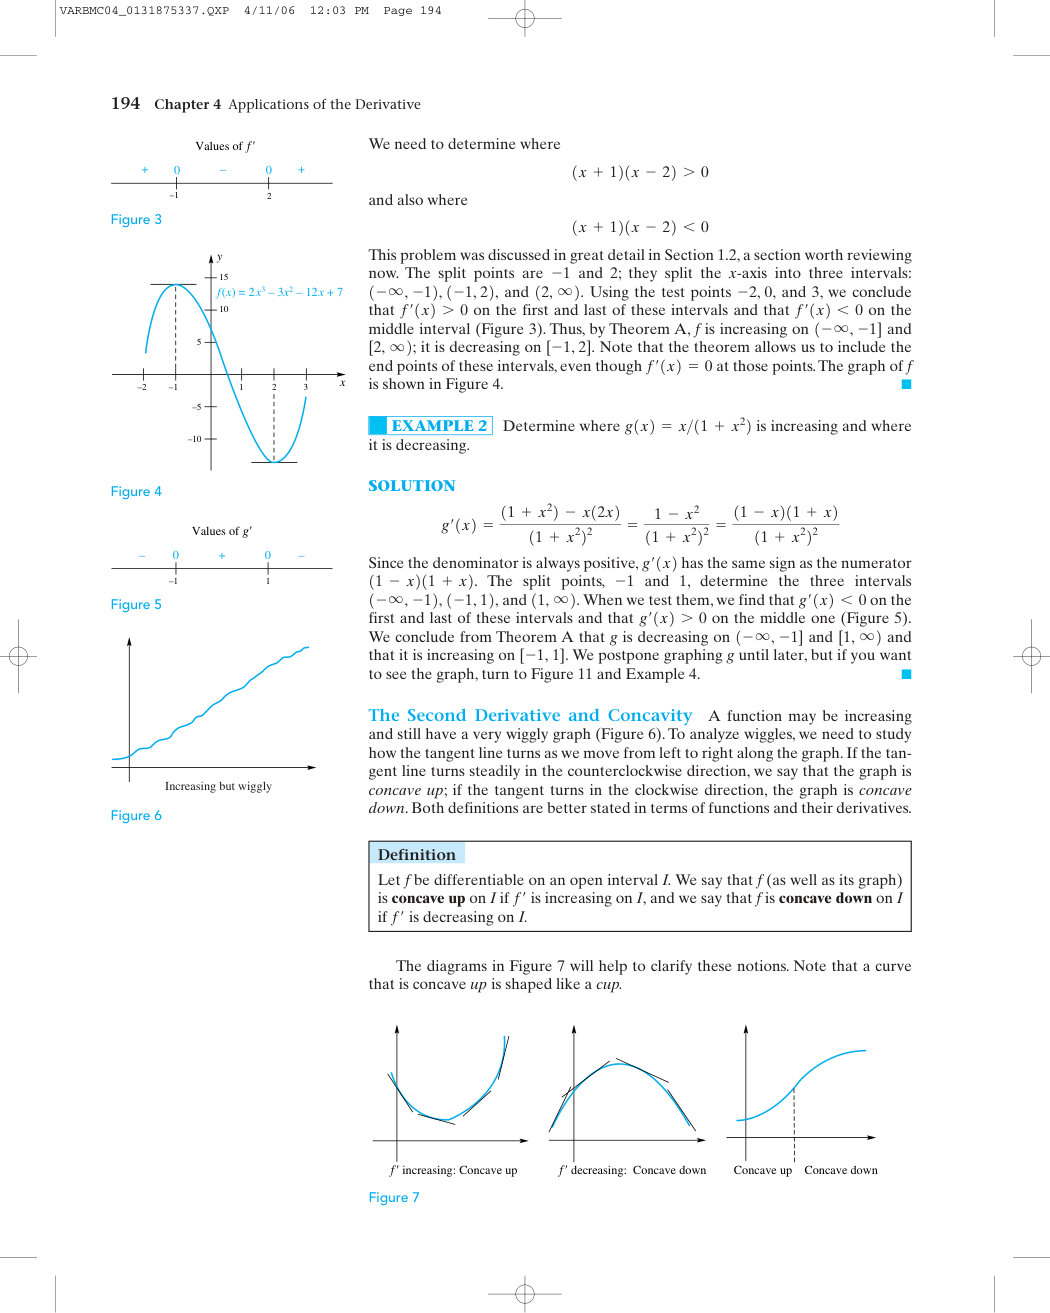 VARBMC04_0131875337.QXP 4/11/06 12:03 PM Page 194
194 Chapter 4 Applications of the Derivative
Values of f′
+ 0 – 0 +
–1 2
Figure 3
y
15
f(x) = 2x³ – 3x² – 12x + 7
10
5
–2 –1 1 2 3 x
–5
–10
Figure 4
Values of g′
– 0 + 0 –
–1 1
Figure 5
Increasing but wiggly
Figure 6
We need to determine where
(x + 1)(x − 2) > 0
and also where
(x + 1)(x − 2) < 0
This problem was discussed in great detail in Section 1.2, a section worth reviewing
now. The split points are −1 and 2; they split the x-axis into three intervals:
(−∞, −1), (−1, 2), and (2, ∞). Using the test points −2, 0, and 3, we conclude
that f′(x) > 0 on the first and last of these intervals and that f′(x) < 0 on the
middle interval (Figure 3). Thus, by Theorem A, f is increasing on (−∞, −1] and
[2, ∞); it is decreasing on [−1, 2]. Note that the theorem allows us to include the
end points of these intervals, even though f′(x) = 0 at those points. The graph of f
is shown in Figure 4.
EXAMPLE 2 Determine where g(x) = x/(1 + x²) is increasing and where
it is decreasing.
SOLUTION
g′(x) = (1 + x²) − x(2x) / (1 + x²)² = 1 − x² / (1 + x²)² = (1 − x)(1 + x) / (1 + x²)²
Since the denominator is always positive, g′(x) has the same sign as the numerator
(1 − x)(1 + x). The split points, −1 and 1, determine the three intervals
(−∞, −1), (−1, 1), and (1, ∞). When we test them, we find that g′(x) < 0 on the
first and last of these intervals and that g′(x) > 0 on the middle one (Figure 5).
We conclude from Theorem A that g is decreasing on (−∞, −1] and [1, ∞) and
that it is increasing on [−1, 1]. We postpone graphing g until later, but if you want
to see the graph, turn to Figure 11 and Example 4.
The Second Derivative and Concavity A function may be increasing
and still have a very wiggly graph (Figure 6). To analyze wiggles, we need to study
how the tangent line turns as we move from left to right along the graph. If the tan-
gent line turns steadily in the counterclockwise direction, we say that the graph is
concave up; if the tangent turns in the clockwise direction, the graph is concave
down. Both definitions are better stated in terms of functions and their derivatives.
Definition
Let f be differentiable on an open interval I. We say that f (as well as its graph)
is concave up on I if f′ is increasing on I, and we say that f is concave down on I
if f′ is decreasing on I.
The diagrams in Figure 7 will help to clarify these notions. Note that a curve
that is concave up is shaped like a cup.
f′ increasing: Concave up
f′ decreasing: Concave down
Concave up Concave down
Figure 7